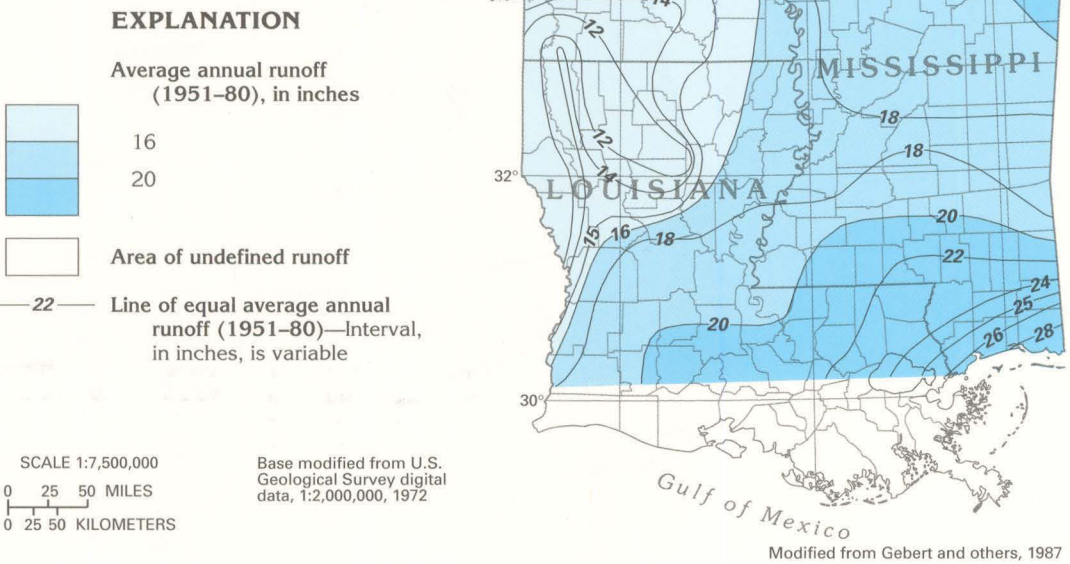 EXPLANATION
Average annual runoff
(1951–80), in inches
16
20
Area of undefined runoff
22
Line of equal average annual
runoff (1951–80)—Interval,
in inches, is variable
SCALE 1:7,500,000
0 25 50 MILES
0 25 50 KILOMETERS
Base modified from U.S.
Geological Survey digital
data, 1:2,000,000, 1972
14
12
MISSISSIPPI
18
12
18
32°
14
LOUISIANA
15
16
18
20
22
24
25
20
26
28
30°
Gulf of Mexico
Modified from Gebert and others, 1987